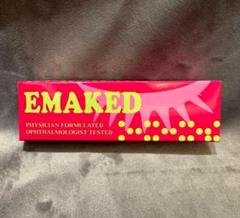 EMAKED
PHYSICIAN FORMULATED
OPHTHALMOLOGIST TESTED